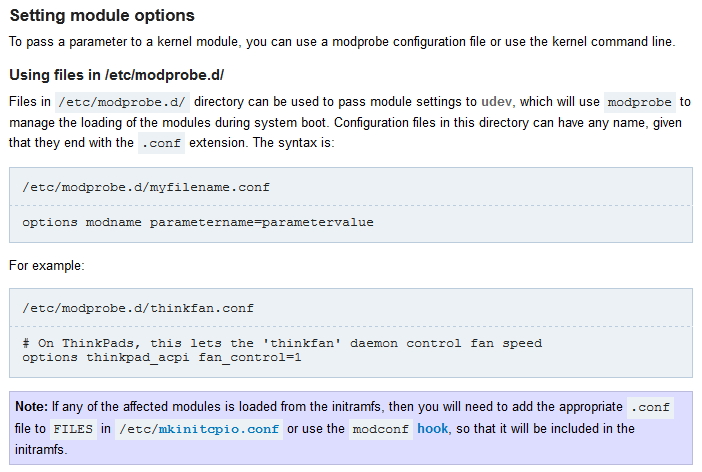 Setting module options
To pass a parameter to a kernel module, you can use a modprobe configuration file or use the kernel command line.
Using files in /etc/modprobe.d/
Files in /etc/modprobe.d/ directory can be used to pass module settings to udev, which will use modprobe to
manage the loading of the modules during system boot. Configuration files in this directory can have any name, given
that they end with the .conf extension. The syntax is:
/etc/modprobe.d/myfilename.conf
options modname parametername=parametervalue
For example:
/etc/modprobe.d/thinkfan.conf
# On ThinkPads, this lets the 'thinkfan' daemon control fan speed
options thinkpad_acpi fan_control=1
Note: If any of the affected modules is loaded from the initramfs, then you will need to add the appropriate .conf
file to FILES in /etc/mkinitcpio.conf or use the modconf hook, so that it will be included in the
initramfs.